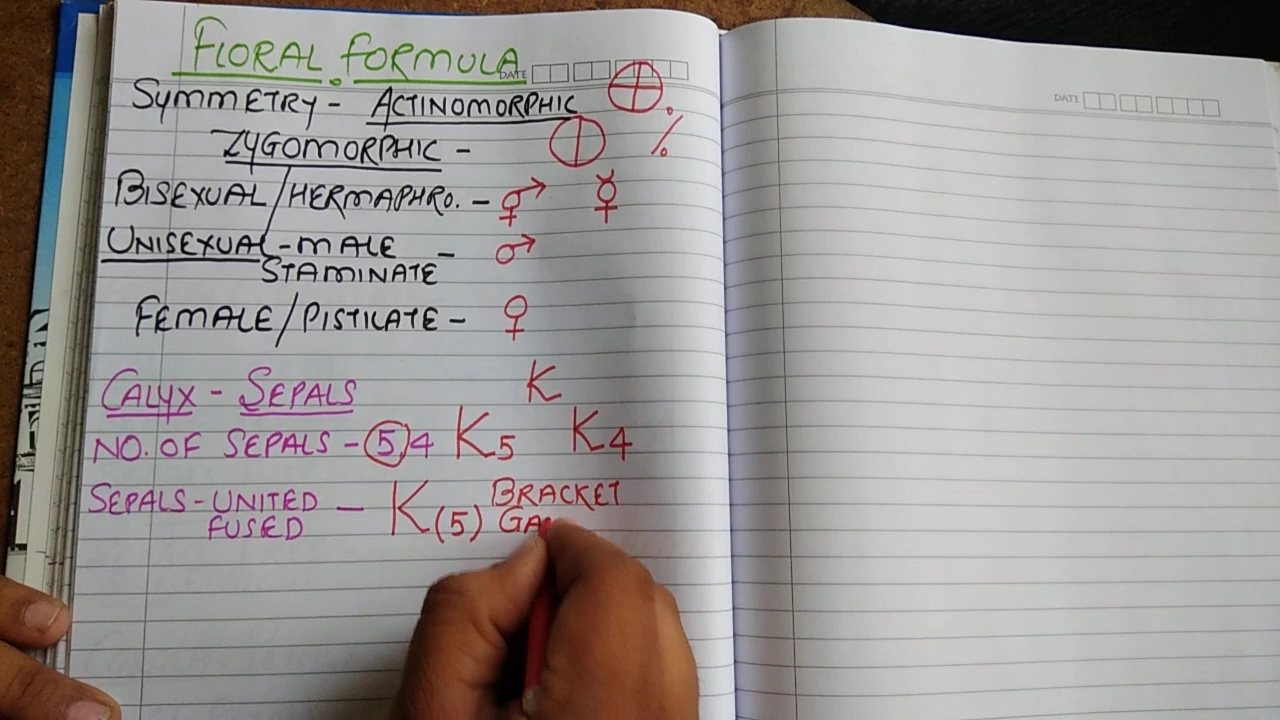 FLORAL FORMULA
DATE
SYMMETRY - ACTINOMORPHIC
ZYGOMORPHIC - %
BISEXUAL/HERMAPHRO. - ⚥ ☿
UNISEXUAL - MALE - ♂
STAMINATE
FEMALE/PISTILATE - ♀
CALYX - SEPALS K
NO. OF SEPALS - 5,4 K5 K4
SEPALS - UNITED — K(5) BRACKET
FUSED
DATE